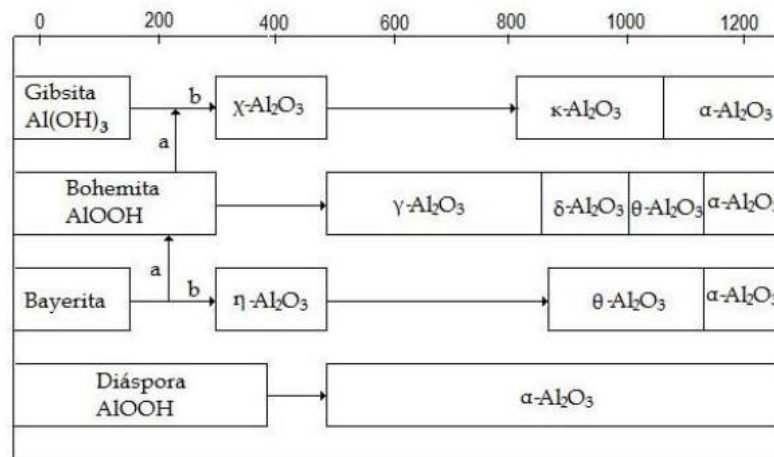 0 200 400 600 800 1000 1200
Gibsita
Al(OH)₃
b
χ-Al₂O₃
κ-Al₂O₃
α-Al₂O₃
a
Bohemita
AlOOH
γ-Al₂O₃
δ-Al₂O₃
θ-Al₂O₃
α-Al₂O₃
a
Bayerita
b
η-Al₂O₃
θ-Al₂O₃
α-Al₂O₃
Diáspora
AlOOH
α-Al₂O₃